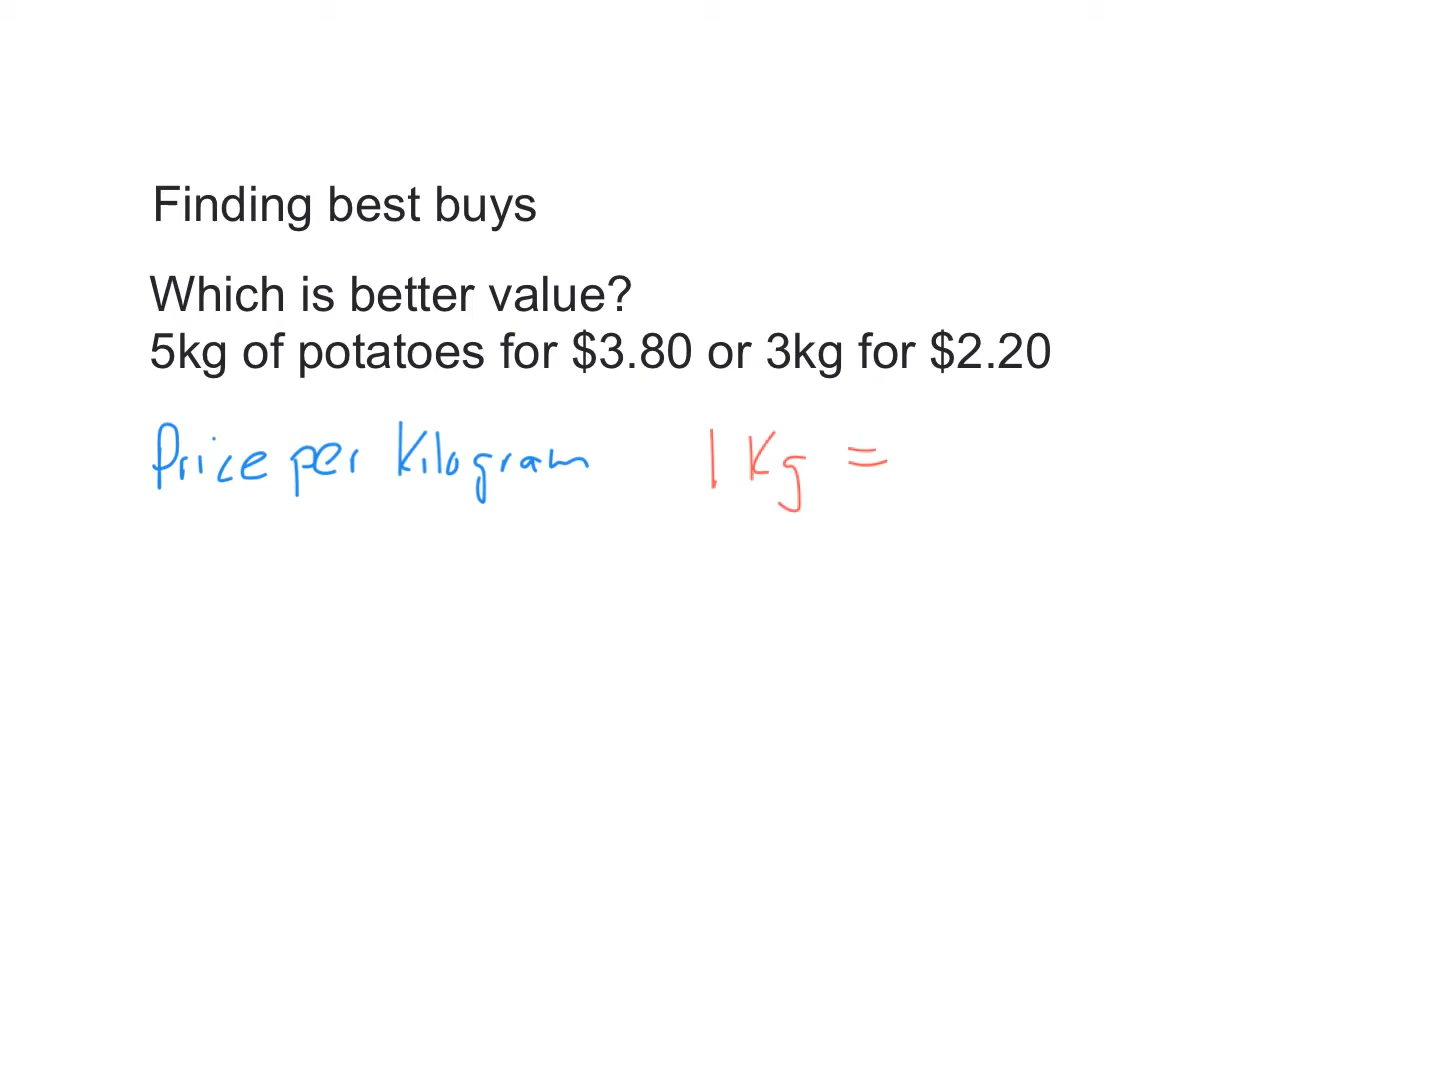 Finding best buys
Which is better value?
5kg of potatoes for $3.80 or 3kg for $2.20
Price per Kilogram 1 Kg =